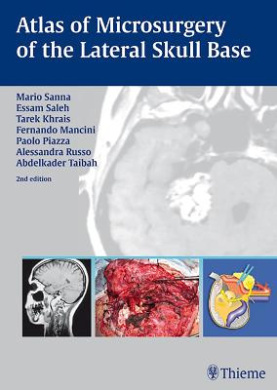 Atlas of Microsurgery
of the Lateral Skull Base
Mario Sanna
Essam Saleh
Tarek Khrais
Fernando Mancini
Paolo Piazza
Alessandra Russo
Abdelkader Taibah
2nd edition
Thieme